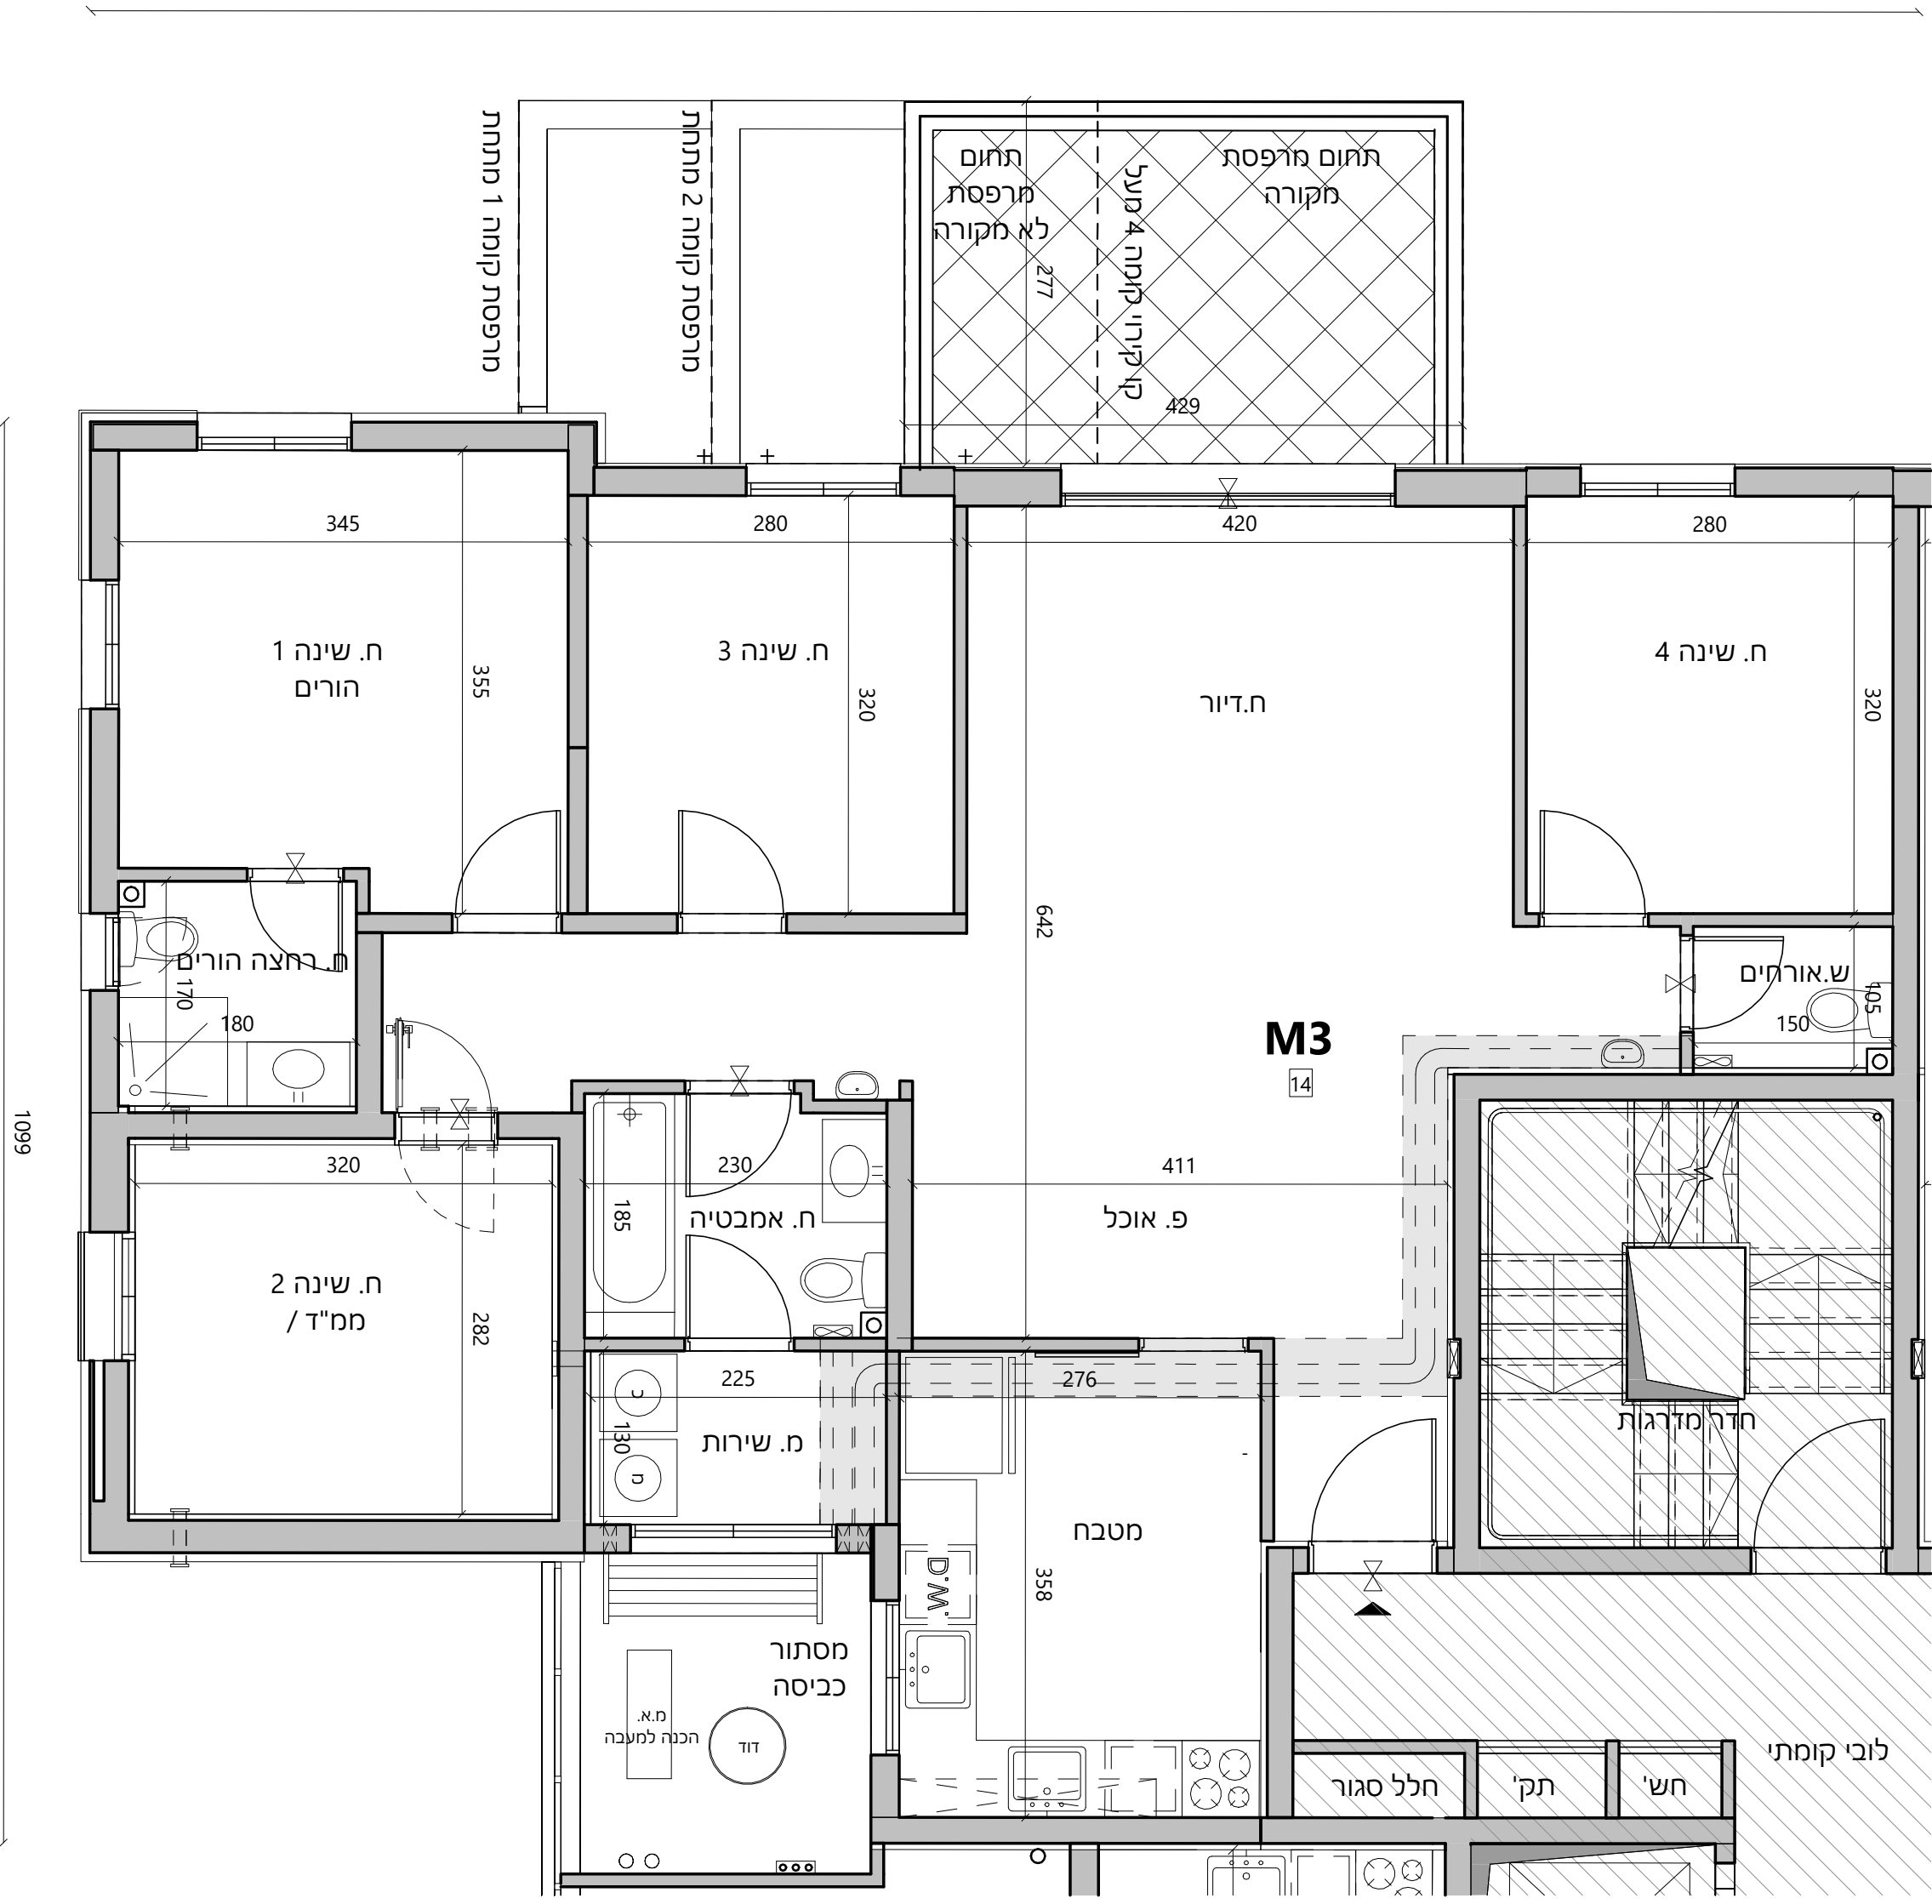 מרפסת קומה 1 מתחת
מרפסת קומה 2 מתחת
תחום
מרפסת
לא מקורה
קו קירוי קומה 4 מעל
תחום מרפסת
מקורה
277
429
345
280
420
280
ח. שינה 1
הורים
355
ח. שינה 3
320
ח.דיור
ח. שינה 4
320
642
ח. רחצה הורים
170
180
ש.אורחים
105
150
M3
14
1099
320
230
411
185
ח. אמבטיה
פ. אוכל
ח. שינה 2
/ ממ"ד
282
225
276
כ
130
מ. שירות
מ
חדר מדרגות
מטבח
D.W.
358
מסתור
כביסה
מ.א.
הכנה למעבה
דוד
לובי קומתי
חלל סגור
תק'
חש'